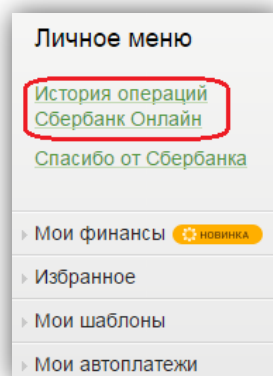 Личное меню
История операций
Сбербанк Онлайн
Спасибо от Сбербанка
Мои финансы НОВИНКА
Избранное
Мои шаблоны
Мои автоплатежи